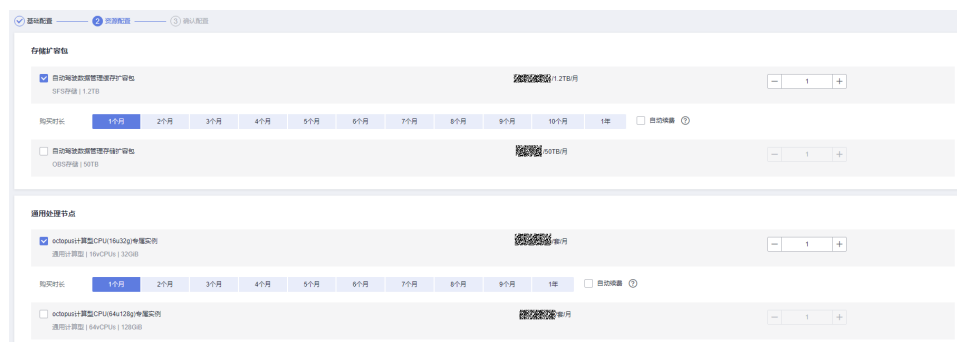 基础配置 2 资源配置 3 确认配置
存储扩容包
自动驾驶数据管理缓存扩容包 /1.2TB/月 − 1 +
SFS存储 | 1.2TB
购买时长 1个月 2个月 3个月 4个月 5个月 6个月 7个月 8个月 9个月 10个月 1年 自动续费 ?
自动驾驶数据管理存储扩容包 /50TB/月 − 1 +
OBS存储 | 50TB
通用处理节点
octopus计算型CPU(16u32g)专属实例 /套/月 − 1 +
通用计算型 | 16vCPUs | 32GiB
购买时长 1个月 2个月 3个月 4个月 5个月 6个月 7个月 8个月 9个月 1年 自动续费 ?
octopus计算型CPU(64u128g)专属实例 /套/月 − 1 +
通用计算型 | 64vCPUs | 128GiB